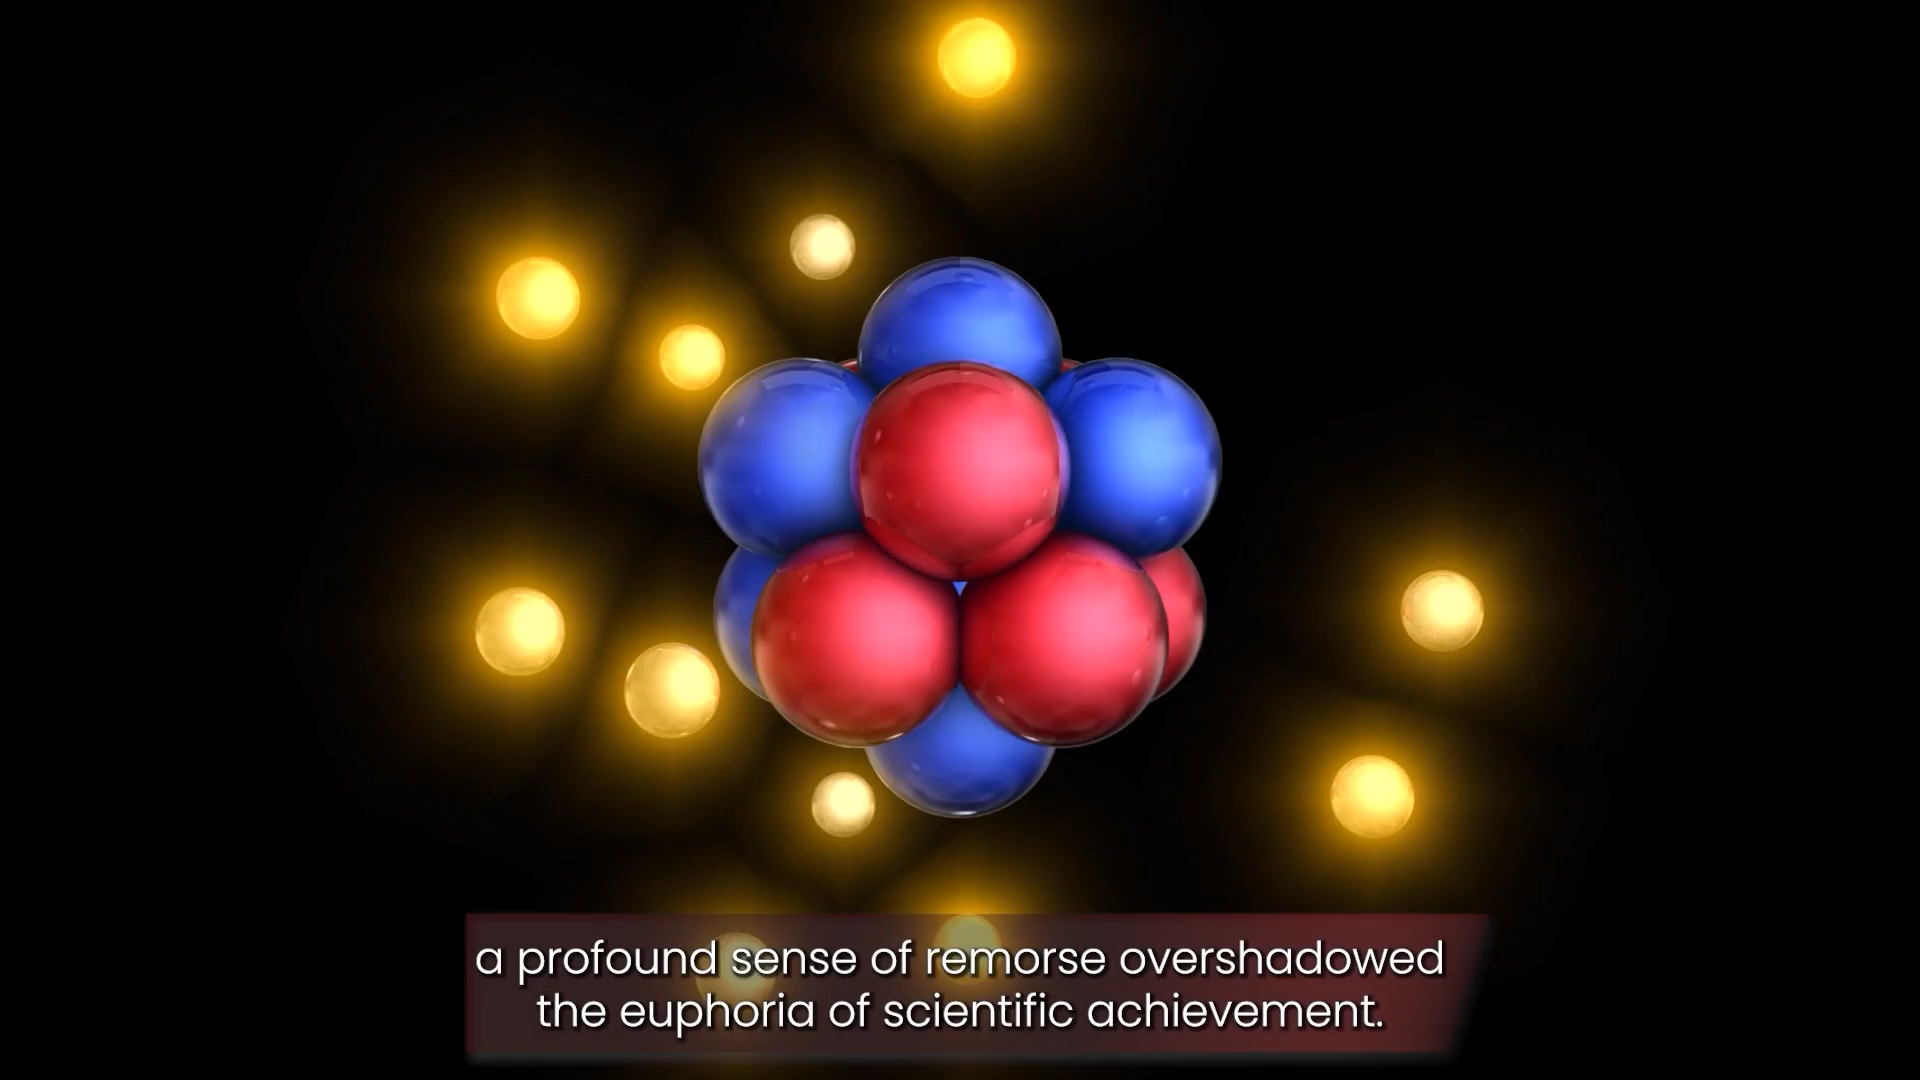 a profound sense of remorse overshadowed
the euphoria of scientific achievement.